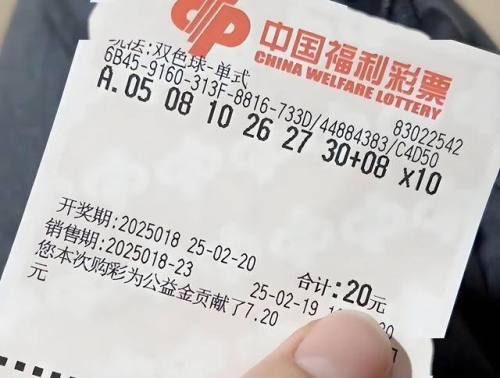 中国福利彩票
CHINA WELFARE LOTTERY
玩法:双色球-单式
83022542
6B45-9160-313F-8816-733D/44884383/C4D50
A. 05 08 10 26 27 30+08 x10
开奖期:2025018 25-02-20
合计:20元
销售期:2025018-23
25-02-19
您本次购彩为公益金贡献了7.20
元